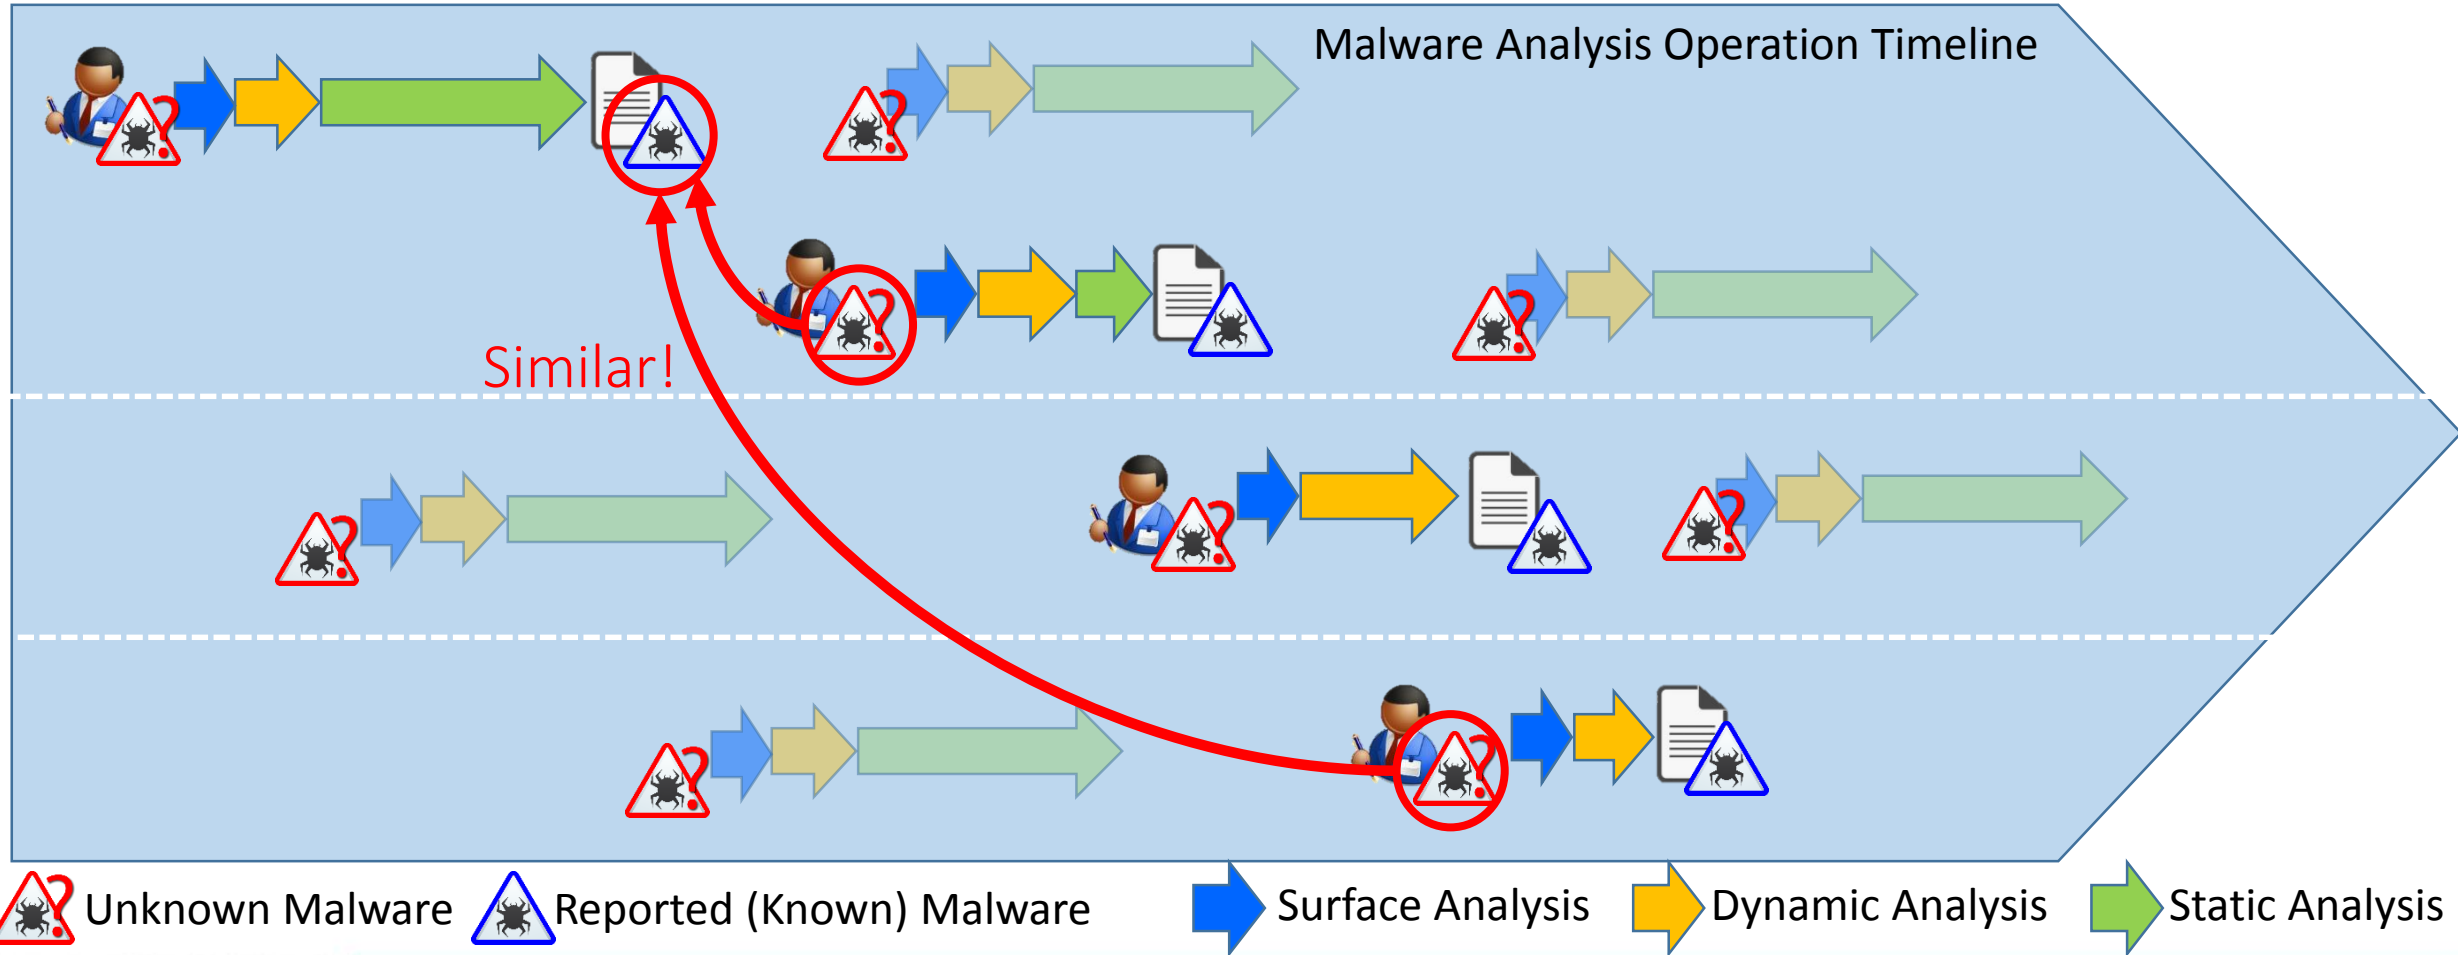 Malware Analysis Operation Timeline
Similar!
Unknown Malware
Reported (Known) Malware
Surface Analysis
Dynamic Analysis
Static Analysis